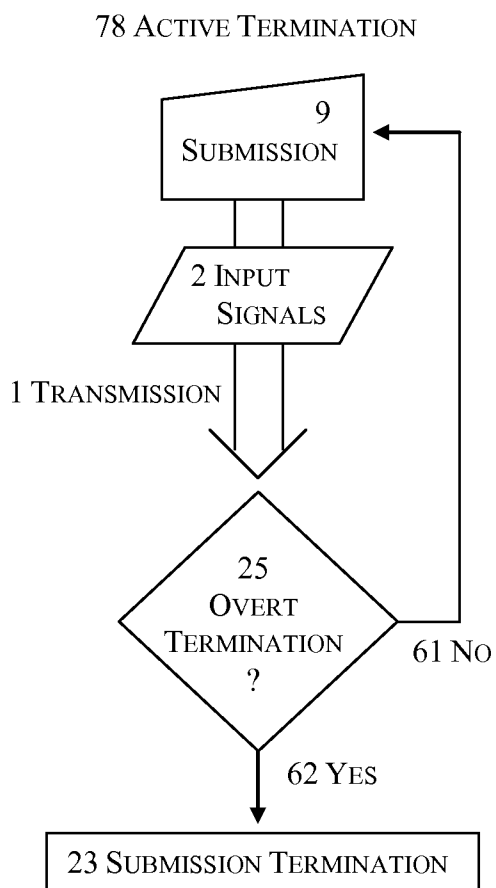 78 ACTIVE TERMINATION
9
SUBMISSION
2 INPUT
SIGNALS
1 TRANSMISSION
25
OVERT
TERMINATION
?
61 NO
62 YES
23 SUBMISSION TERMINATION